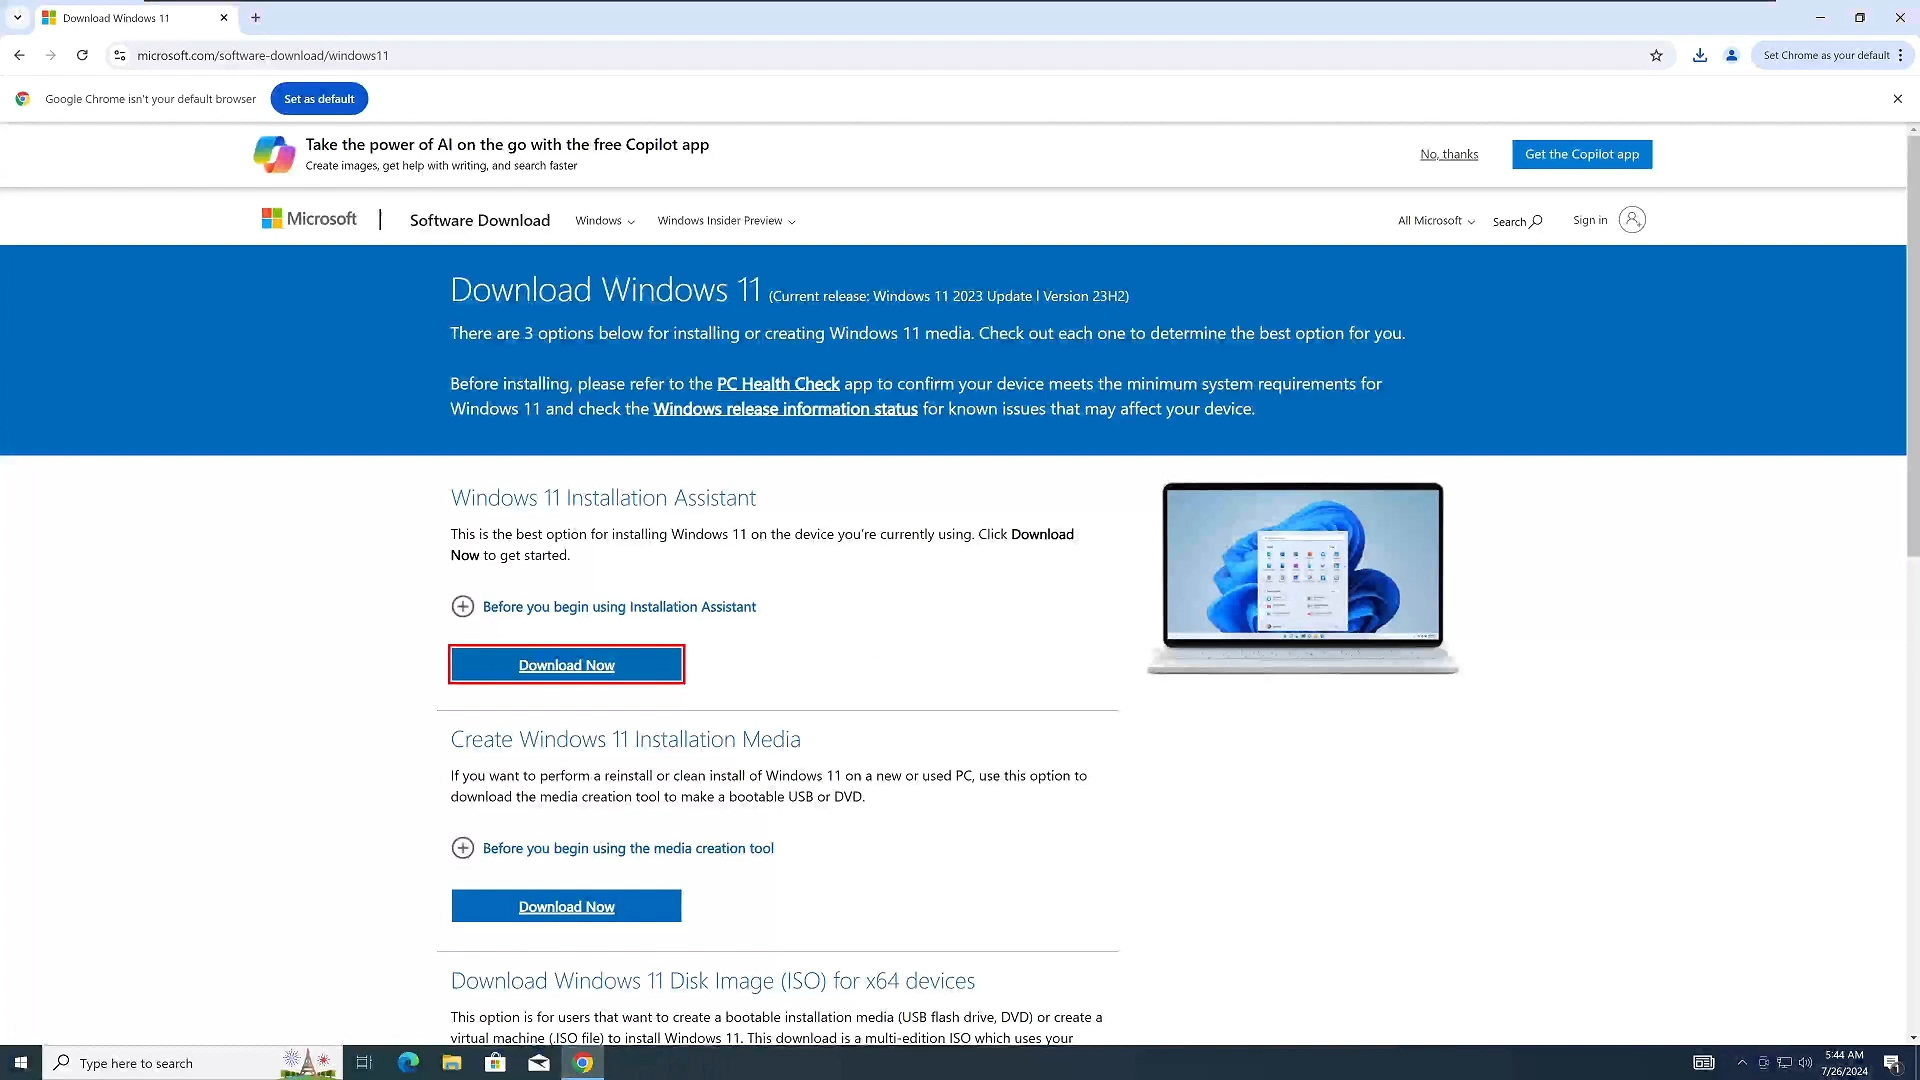 Download Windows 11
microsoft.com/software-download/windows11
Set Chrome as your default
Google Chrome isn't your default browser
Set as default
Take the power of AI on the go with the free Copilot app
Create images, get help with writing, and search faster
No, thanks
Get the Copilot app
Microsoft
Software Download
Windows
Windows Insider Preview
All Microsoft
Search
Sign in
Download Windows 11 (Current release: Windows 11 2023 Update | Version 23H2)
There are 3 options below for installing or creating Windows 11 media. Check out each one to determine the best option for you.
Before installing, please refer to the PC Health Check app to confirm your device meets the minimum system requirements for
Windows 11 and check the Windows release information status for known issues that may affect your device.
Windows 11 Installation Assistant
This is the best option for installing Windows 11 on the device you're currently using. Click Download
Now to get started.
Before you begin using Installation Assistant
Download Now
Create Windows 11 Installation Media
If you want to perform a reinstall or clean install of Windows 11 on a new or used PC, use this option to
download the media creation tool to make a bootable USB or DVD.
Before you begin using the media creation tool
Download Now
Download Windows 11 Disk Image (ISO) for x64 devices
This option is for users that want to create a bootable installation media (USB flash drive, DVD) or create a
virtual machine (.ISO file) to install Windows 11. This download is a multi-edition ISO which uses your
Type here to search
5:44 AM
7/26/2024
1